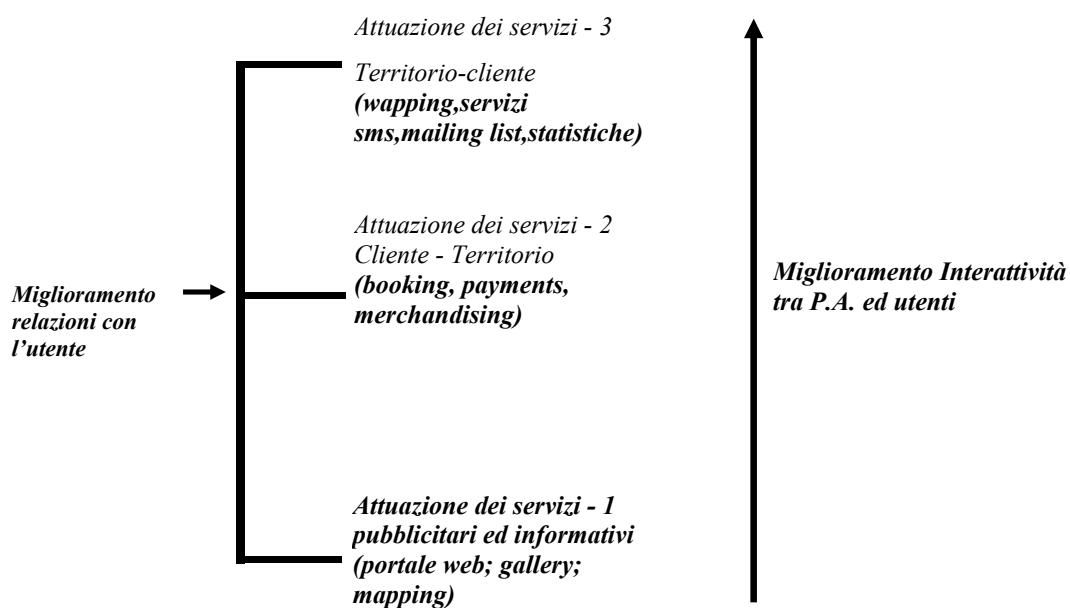 Attuazione dei servizi - 3
Territorio-cliente
(wapping,servizi
sms,mailing list,statistiche)
Attuazione dei servizi - 2
Cliente - Territorio
(booking, payments,
merchandising)
Miglioramento
relazioni con
l’utente
Miglioramento Interattività
tra P.A. ed utenti
Attuazione dei servizi - 1
pubblicitari ed informativi
(portale web; gallery;
mapping)